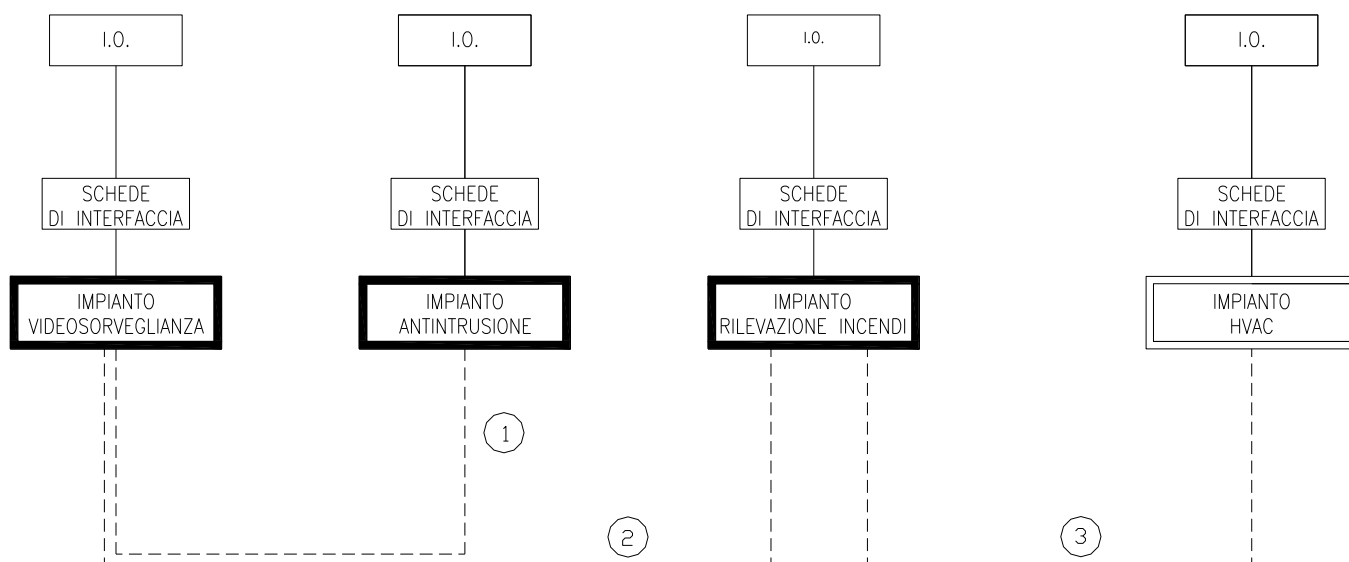 I.O.
I.O.
I.O.
I.O.
SCHEDE
DI INTERFACCIA
SCHEDE
DI INTERFACCIA
SCHEDE
DI INTERFACCIA
SCHEDE
DI INTERFACCIA
IMPIANTO
VIDEOSORVEGLIANZA
IMPIANTO
ANTINTRUSIONE
IMPIANTO
RILEVAZIONE INCENDI
IMPIANTO
HVAC
1
2
3